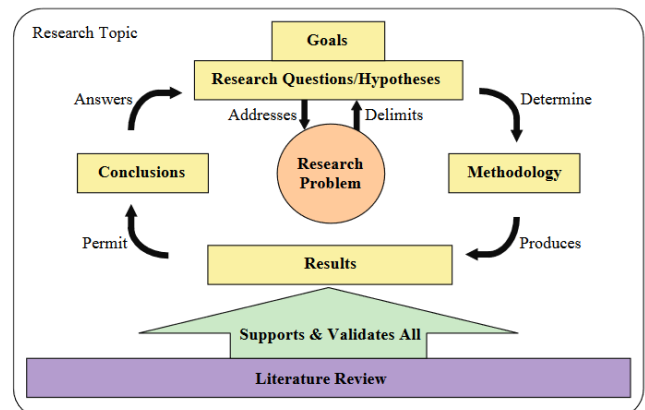 Research Topic
Goals
Research Questions/Hypotheses
Answers
Addresses
Delimits
Determine
Research
Problem
Conclusions
Methodology
Permit
Results
Produces
Supports & Validates All
Literature Review